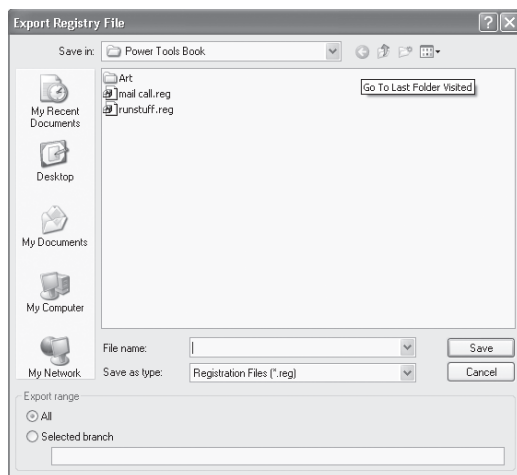 Export Registry File
Save in:
Power Tools Book
Go To Last Folder Visited
My Recent
Documents
Desktop
My Documents
My Computer
My Network
Art
mail call.reg
runstuff.reg
File name:
Save
Save as type:
Registration Files (*.reg)
Cancel
Export range
All
Selected branch